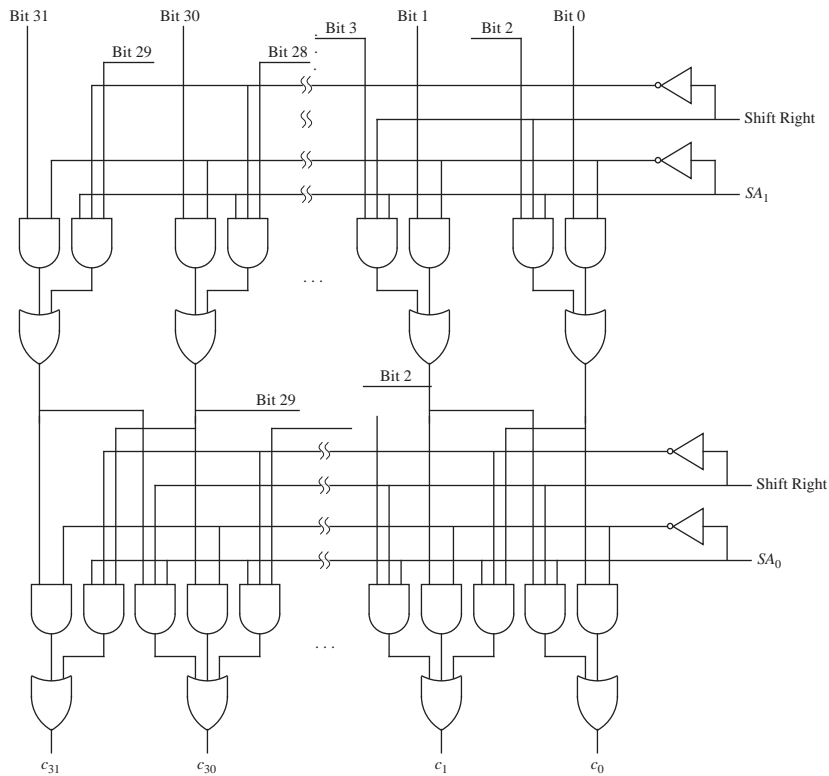 Bit 31
Bit 30
Bit 1
Bit 0
Bit 3
Bit 2
Bit 29
Bit 28
Shift Right
SA1
. . .
Bit 2
Bit 29
Shift Right
SA0
. . .
c31
c30
c1
c0